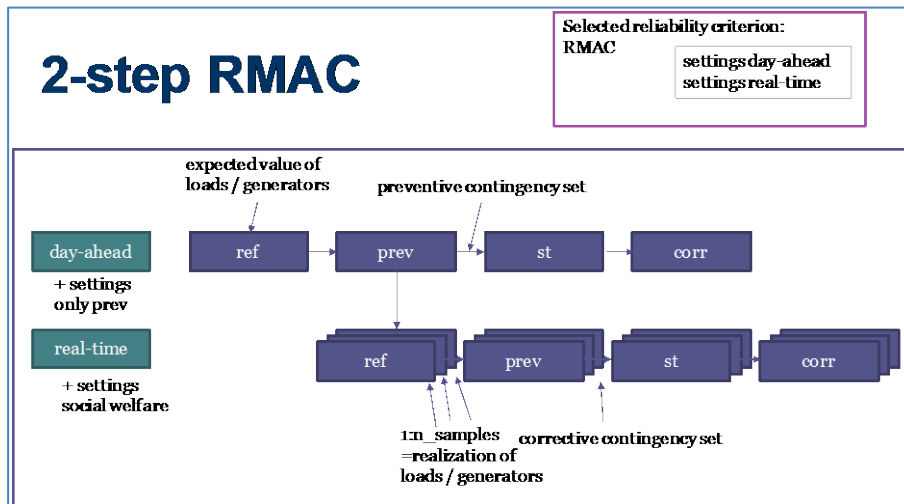 2-step RMAC
Selected reliability criterion:
RMAC
settings day-ahead
settings real-time
expected value of
loads / generators
preventive contingency set
day-ahead
ref
prev
st
corr
+ settings
only prev
real-time
ref
prev
st
corr
+ settings
social welfare
1:n_samples
=realization of
loads / generators
corrective contingency set